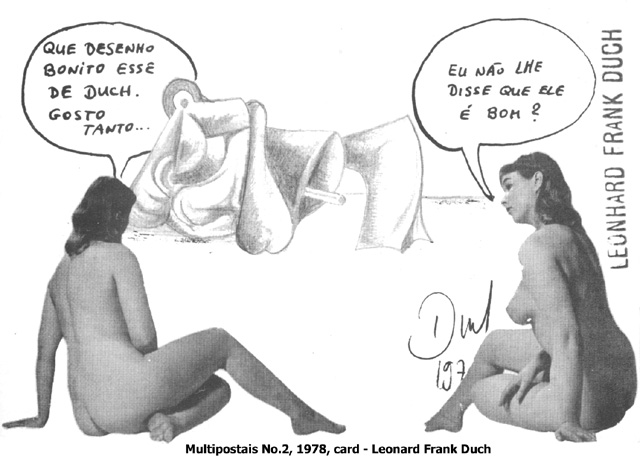 QUE DESENHO
BONITO ESSE
DE DUCH.
GOSTO
TANTO...
EU NÃO LHE
DISSE QUE ELE
É BOM?
LEONHARD FRANK DUCH
Duch
197
Multipostais No.2, 1978, card - Leonard Frank Duch